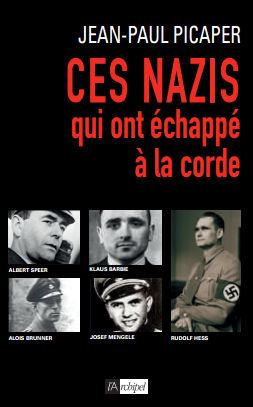 JEAN-PAUL PICAPER
CES NAZIS
qui ont échappé
à la corde
ALBERT SPEER
KLAUS BARBIE
ALOIS BRUNNER
JOSEF MENGELE
RUDOLF HESS
l'Archipel